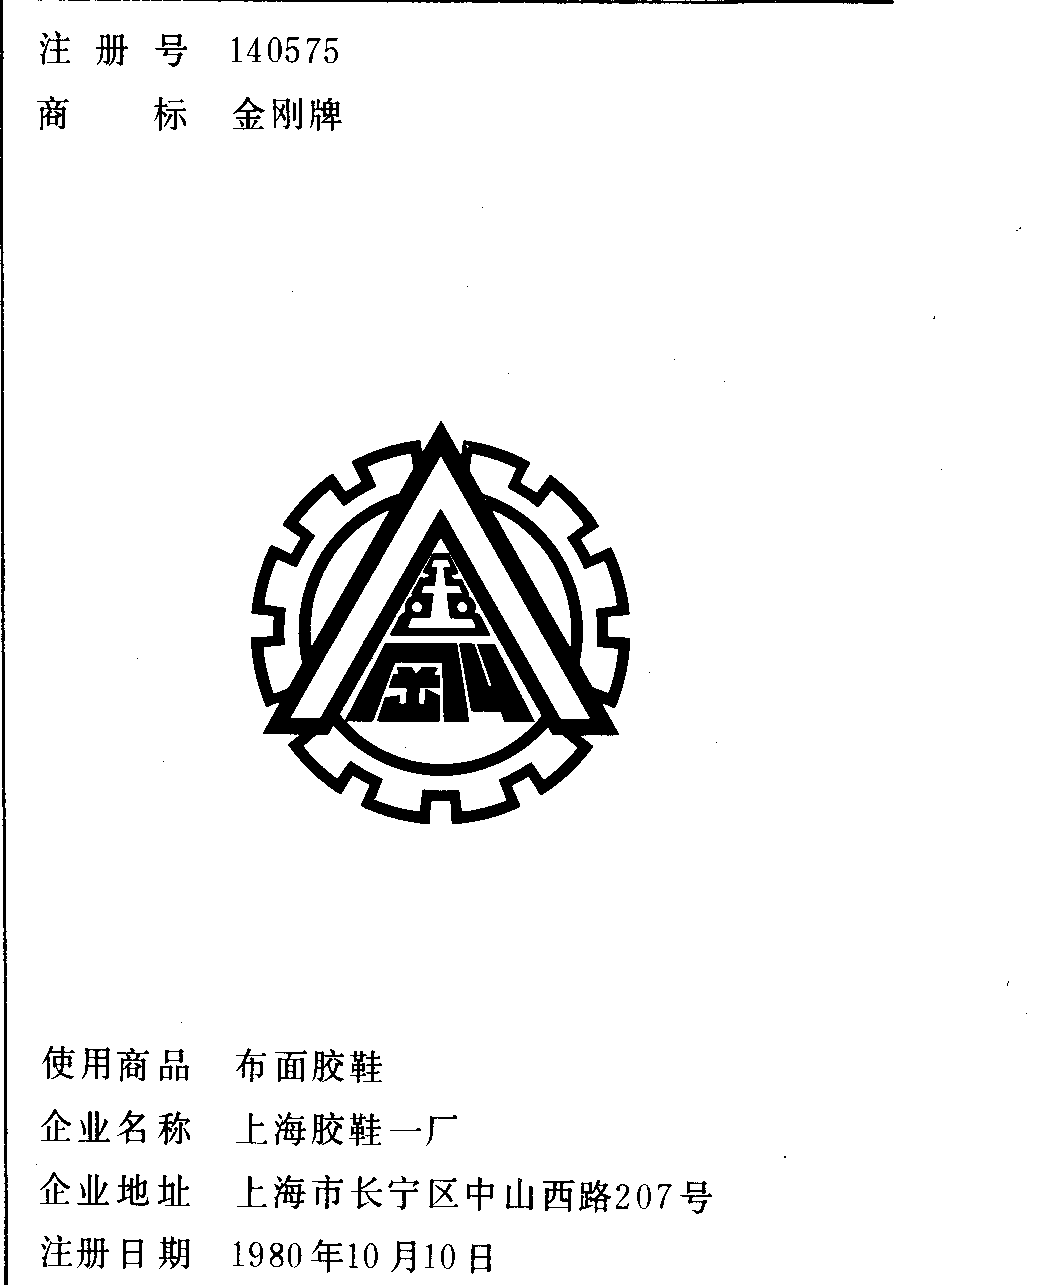 注册号 140575
商标 金刚牌
金
刚
使用商品 布面胶鞋
企业名称 上海胶鞋一厂
企业地址 上海市长宁区中山西路207号
注册日期 1980年10月10日